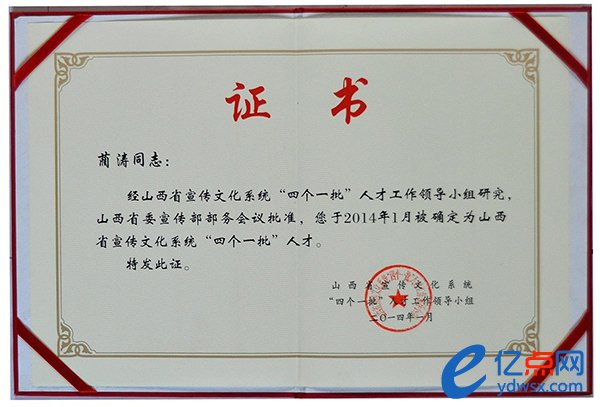 证 书
蔺涛同志：
经山西省宣传文化系统“四个一批”人才工作领导小组研究，
山西省委宣传部部务会议批准，您于2014年1月被确定为山西
省宣传文化系统“四个一批”人才。
特发此证。
山西省宣传文化系统
“四个一批”人才工作领导小组
二〇一四年一月
e亿点网
ydwsx.com